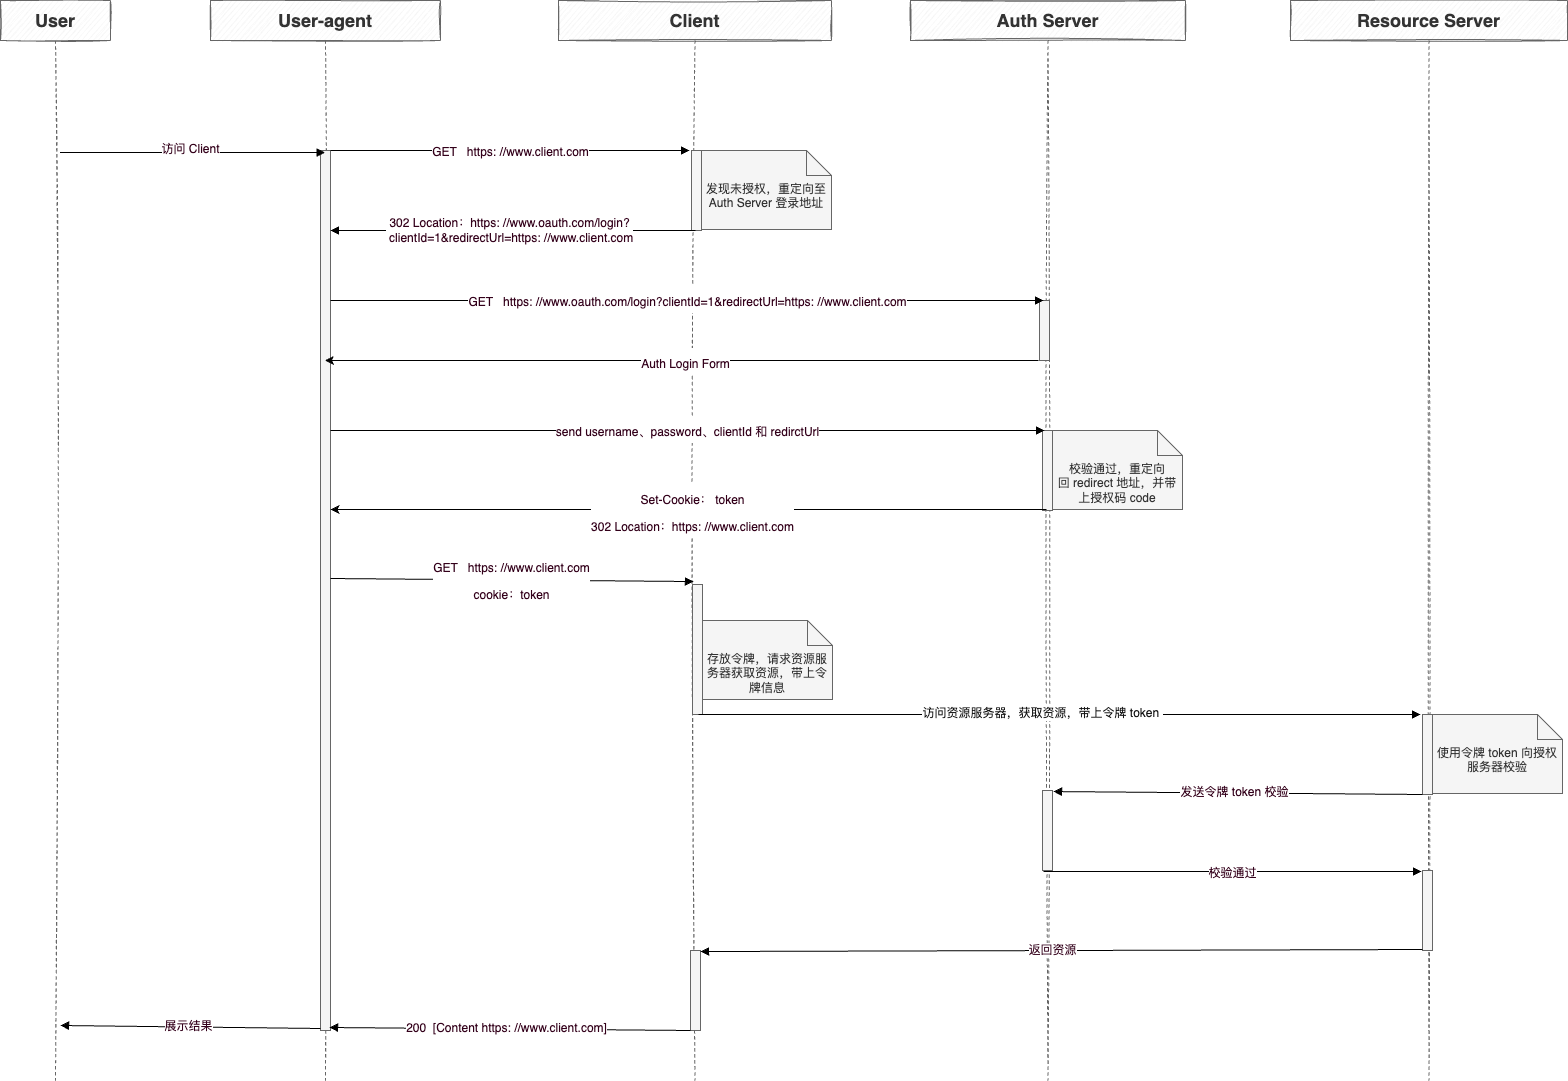 User
User-agent
Client
Auth Server
Resource Server
访问 Client
GET   https: //www.client.com
发现未授权，重定向至
Auth Server 登录地址
302 Location：https: //www.oauth.com/login?
clientId=1&redirectUrl=https: //www.client.com
GET   https: //www.oauth.com/login?clientId=1&redirectUrl=https: //www.client.com
Auth Login Form
send username、password、clientId 和 redirctUrl
校验通过，重定向
回 redirect 地址，并带
上授权码 code
Set-Cookie： token
302 Location：https: //www.client.com
GET   https: //www.client.com
cookie：token
存放令牌，请求资源服
务器获取资源，带上令
牌信息
访问资源服务器，获取资源，带上令牌 token
使用令牌 token 向授权
服务器校验
发送令牌 token 校验
校验通过
返回资源
展示结果
200  [Content https: //www.client.com]